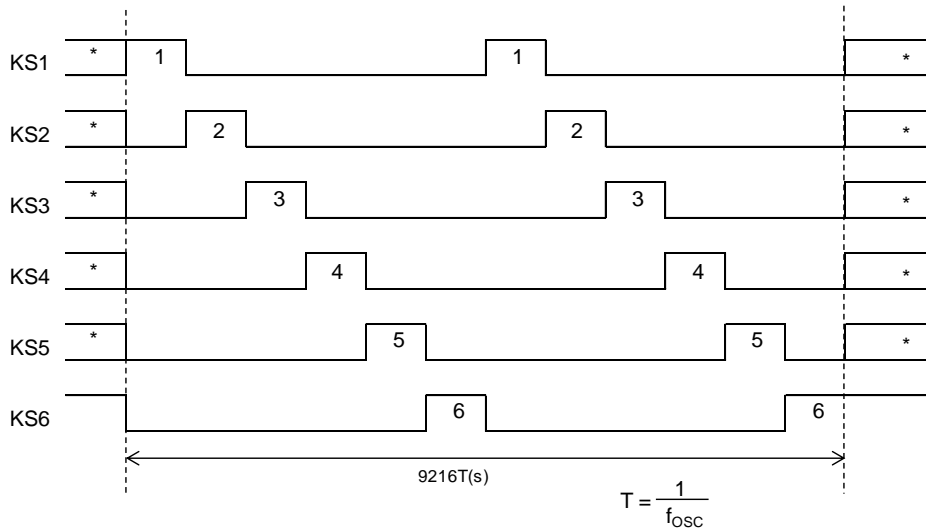 KS1 * 1 1 *
KS2 * 2 2 *
KS3 * 3 3 *
KS4 * 4 4 *
KS5 * 5 5 *
KS6 6 6
9216T(s)
T = 1 / fOSC